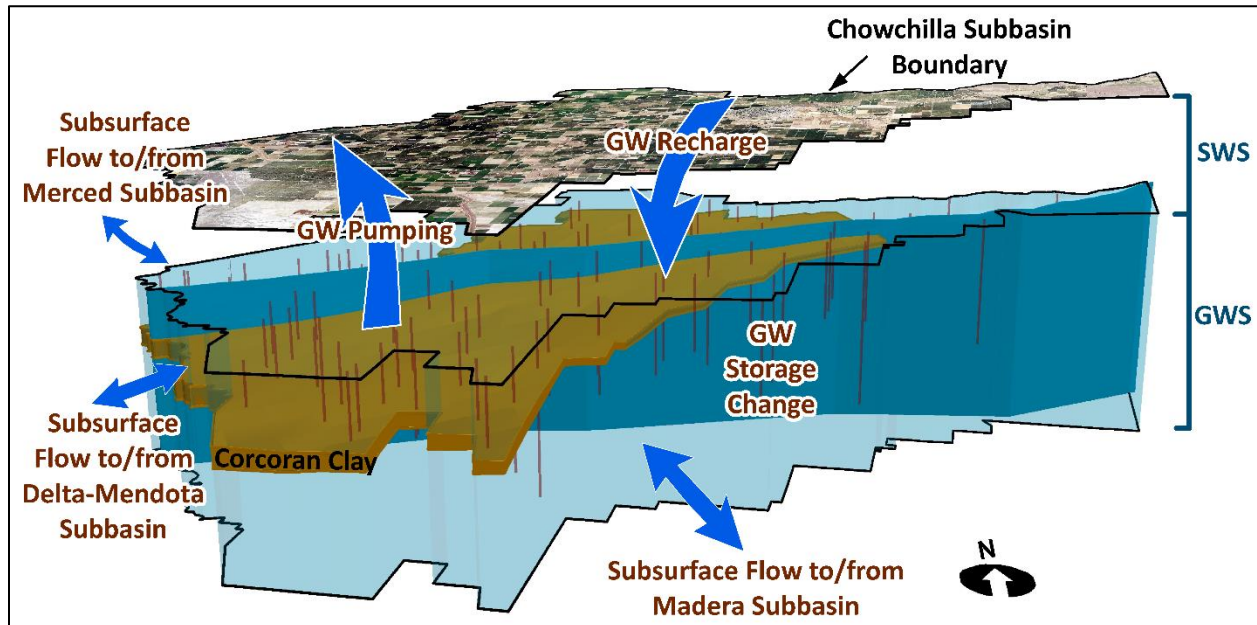 Chowchilla Subbasin
Boundary
Subsurface
Flow to/from
Merced Subbasin
GW Recharge
SWS
GW Pumping
GWS
GW
Storage
Change
Subsurface
Flow to/from
Delta-Mendota
Subbasin
Corcoran Clay
Subsurface Flow to/from
Madera Subbasin
N